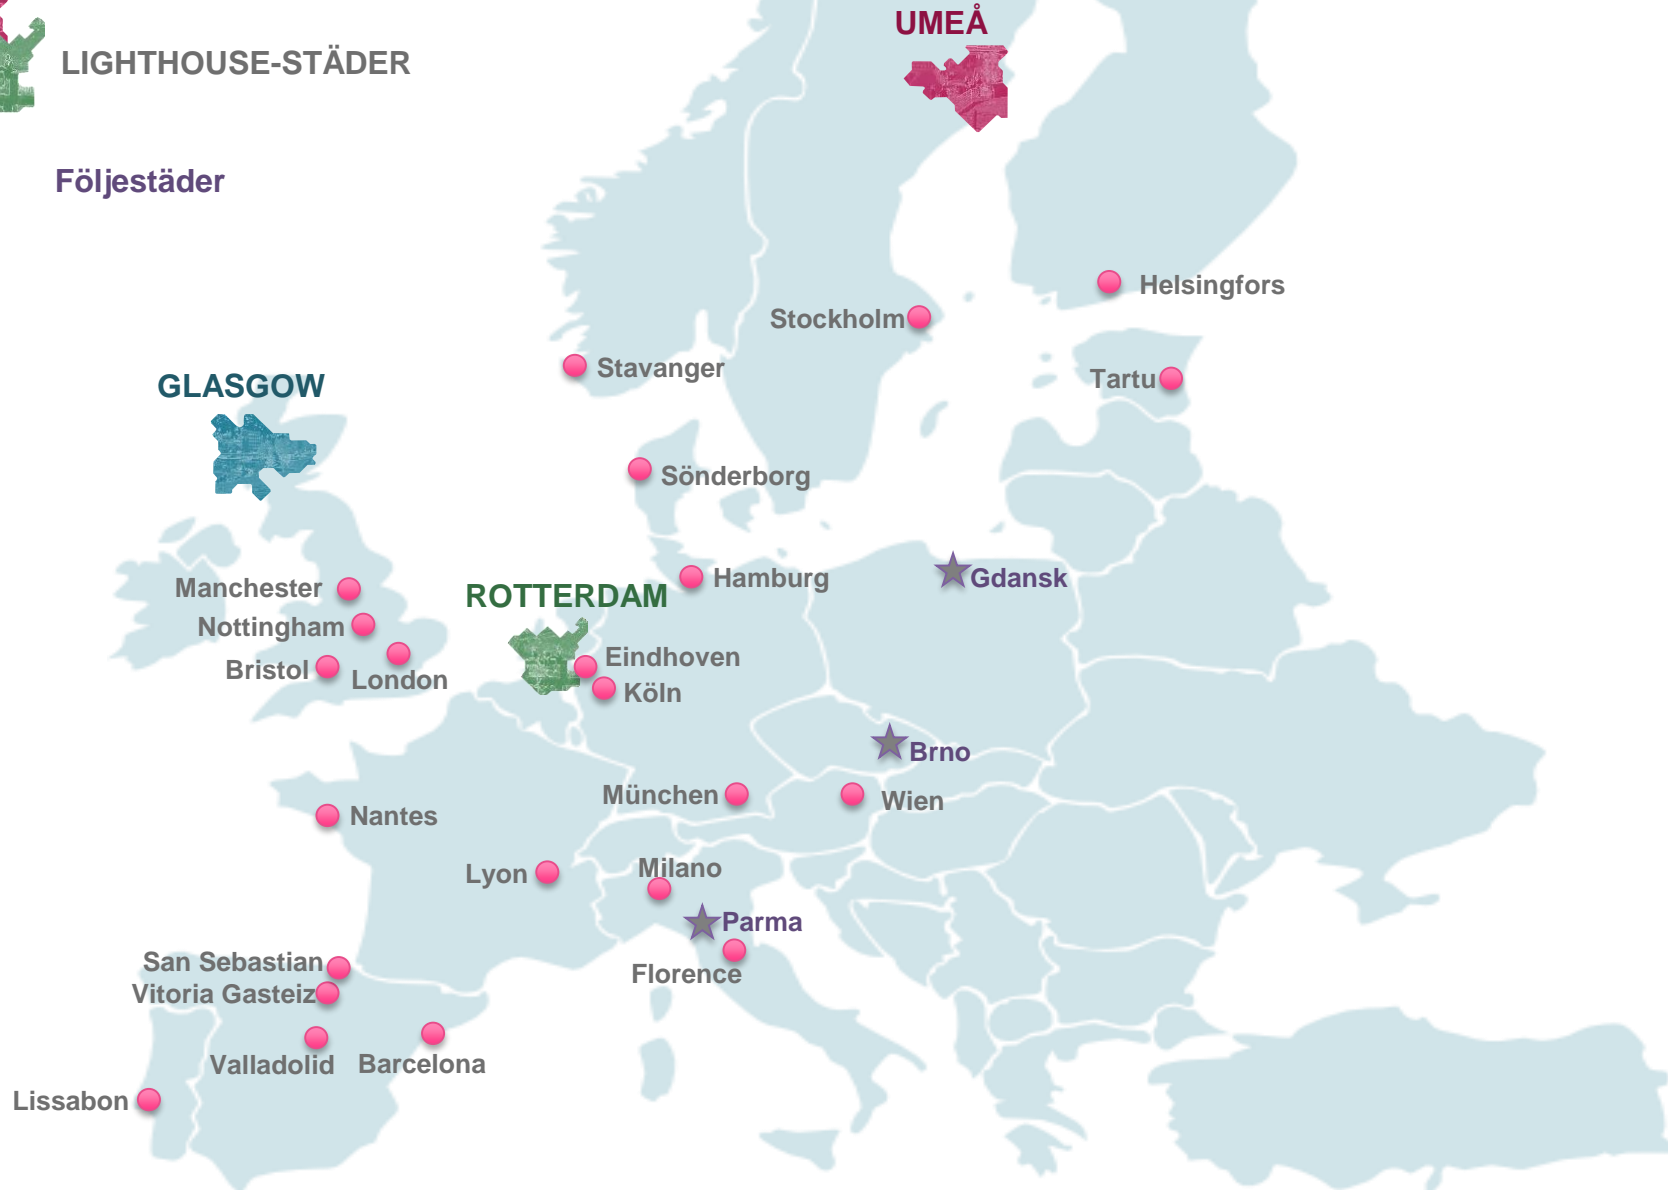 UMEÅ
LIGHTHOUSE-STÄDER
Följestäder
Helsingfors
Stockholm
Stavanger
Tartu
GLASGOW
Sönderborg
Manchester
Hamburg
Gdansk
ROTTERDAM
Nottingham
Eindhoven
Bristol
London
Köln
Brno
München
Wien
Nantes
Lyon
Milano
Parma
San Sebastian
Florence
Vitoria Gasteiz
Valladolid
Barcelona
Lissabon